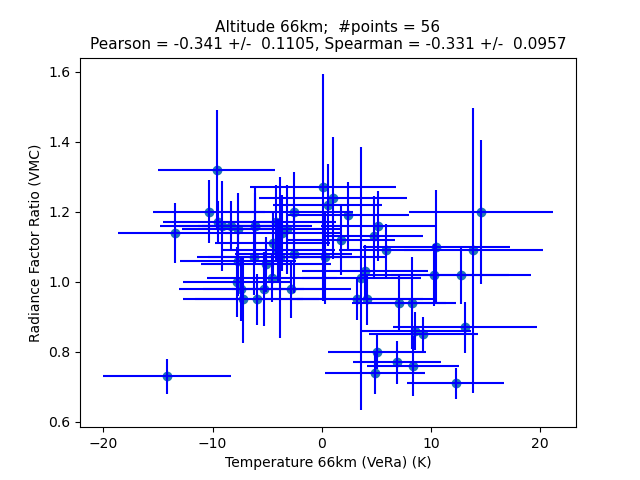 Altitude 66km;  #points = 56
Pearson = -0.341 +/-  0.1105, Spearman = -0.331 +/-  0.0957
1.6
1.4
1.2
1.0
0.8
0.6
Radiance Factor Ratio (VMC)
−20
−10
0
10
20
Temperature 66km (VeRa) (K)